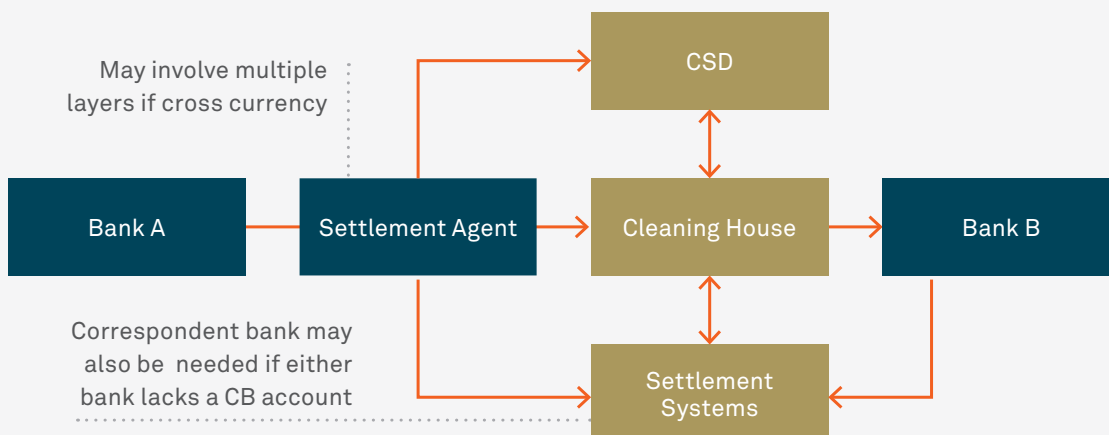 May involve multiple
layers if cross currency
CSD
Bank A
Settlement Agent
Cleaning House
Bank B
Correspondent bank may
also be needed if either
bank lacks a CB account
Settlement
Systems